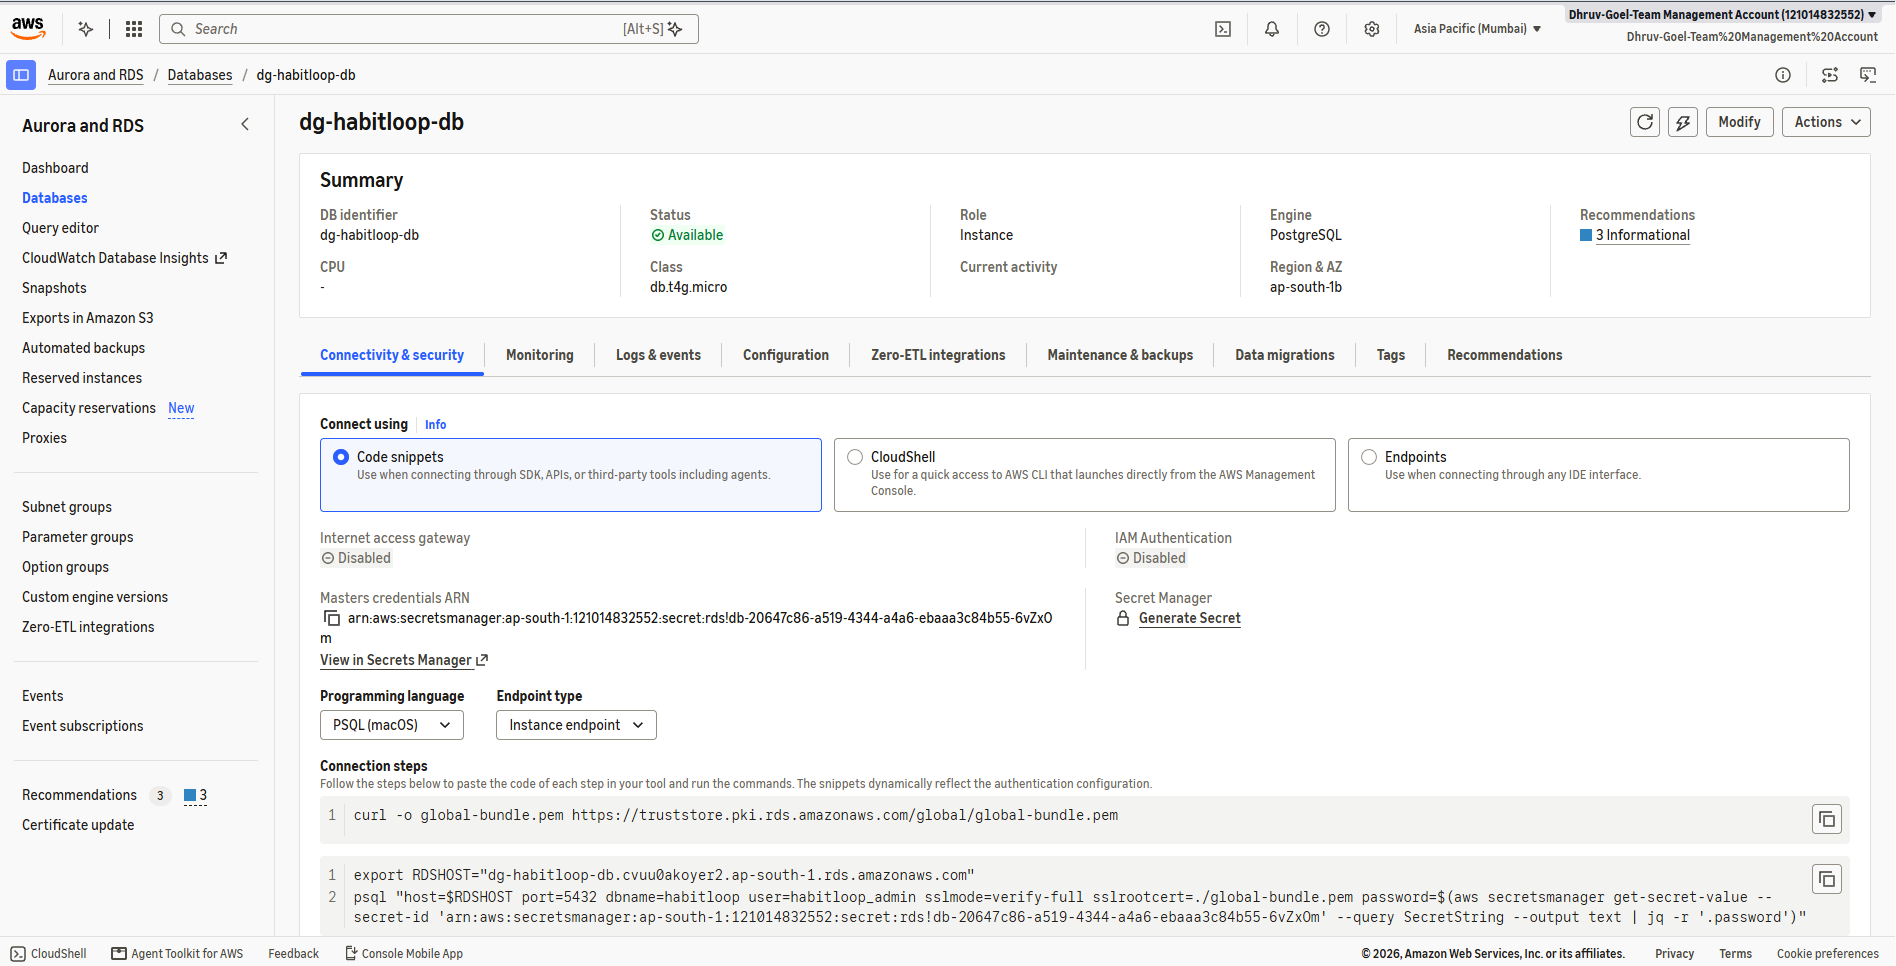 aws
Search
[Alt+S]
Asia Pacific (Mumbai)
Dhruv-Goel-Team Management Account (121014832552)
Dhruv-Goel-Team%20Management%20Account
Aurora and RDS / Databases / dg-habitloop-db
Aurora and RDS
Dashboard
Databases
Query editor
CloudWatch Database Insights
Snapshots
Exports in Amazon S3
Automated backups
Reserved instances
Capacity reservations New
Proxies
Subnet groups
Parameter groups
Option groups
Custom engine versions
Zero-ETL integrations
Events
Event subscriptions
Recommendations 3 3
Certificate update
dg-habitloop-db
Modify
Actions
Summary
DB identifier
dg-habitloop-db
CPU
-
Status
Available
Class
db.t4g.micro
Role
Instance
Current activity
Engine
PostgreSQL
Region & AZ
ap-south-1b
Recommendations
3 Informational
Connectivity & security
Monitoring
Logs & events
Configuration
Zero-ETL integrations
Maintenance & backups
Data migrations
Tags
Recommendations
Connect using Info
Code snippets
Use when connecting through SDK, APIs, or third-party tools including agents.
CloudShell
Use for a quick access to AWS CLI that launches directly from the AWS Management
Console.
Endpoints
Use when connecting through any IDE interface.
Internet access gateway
Disabled
IAM Authentication
Disabled
Masters credentials ARN
arn:aws:secretsmanager:ap-south-1:121014832552:secret:rds!db-20647c86-a519-4344-a4a6-ebaaa3c84b55-6vZxO
m
View in Secrets Manager
Secret Manager
Generate Secret
Programming language
PSQL (macOS)
Endpoint type
Instance endpoint
Connection steps
Follow the steps below to paste the code of each step in your tool and run the commands. The snippets dynamically reflect the authentication configuration.
1 curl -o global-bundle.pem https://truststore.pki.rds.amazonaws.com/global/global-bundle.pem
1 export RDSHOST="dg-habitloop-db.cvuu0akoyer2.ap-south-1.rds.amazonaws.com"
2 psql "host=$RDSHOST port=5432 dbname=habitloop user=habitloop_admin sslmode=verify-full sslrootcert=./global-bundle.pem password=$(aws secretsmanager get-secret-value --
secret-id 'arn:aws:secretsmanager:ap-south-1:121014832552:secret:rds!db-20647c86-a519-4344-a4a6-ebaaa3c84b55-6vZxOm' --query SecretString --output text | jq -r '.password')"
CloudShell
Agent Toolkit for AWS
Feedback
Console Mobile App
© 2026, Amazon Web Services, Inc. or its affiliates.
Privacy
Terms
Cookie preferences